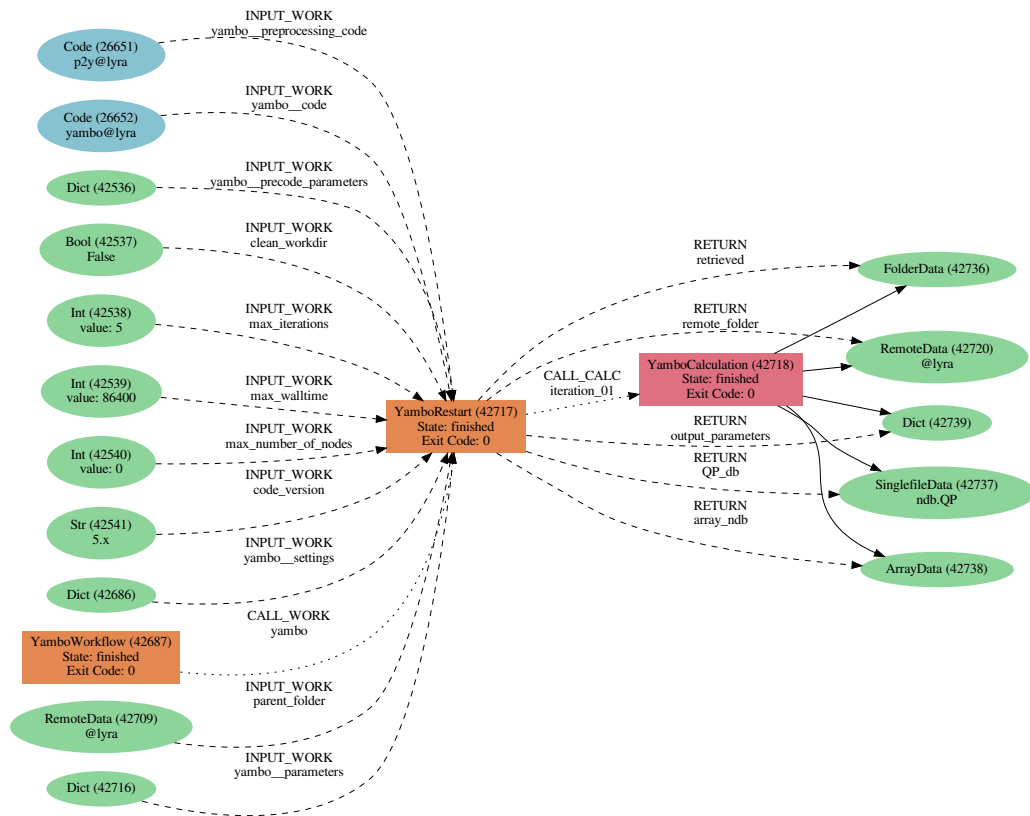 Code (26651)
p2y@lyra
INPUT_WORK
yambo__preprocessing_code
Code (26652)
yambo@lyra
INPUT_WORK
yambo__code
Dict (42536)
INPUT_WORK
yambo__precode_parameters
Bool (42537)
False
INPUT_WORK
clean_workdir
Int (42538)
value: 5
INPUT_WORK
max_iterations
Int (42539)
value: 86400
INPUT_WORK
max_walltime
Int (42540)
value: 0
INPUT_WORK
max_number_of_nodes
Str (42541)
5.x
INPUT_WORK
code_version
Dict (42686)
INPUT_WORK
yambo__settings
YamboWorkflow (42687)
State: finished
Exit Code: 0
CALL_WORK
yambo
RemoteData (42709)
@lyra
INPUT_WORK
parent_folder
Dict (42716)
INPUT_WORK
yambo__parameters
YamboRestart (42717)
State: finished
Exit Code: 0
RETURN
retrieved
RETURN
remote_folder
CALL_CALC
iteration_01
RETURN
output_parameters
RETURN
QP_db
RETURN
array_ndb
YamboCalculation (42718)
State: finished
Exit Code: 0
FolderData (42736)
RemoteData (42720)
@lyra
Dict (42739)
SinglefileData (42737)
ndb.QP
ArrayData (42738)